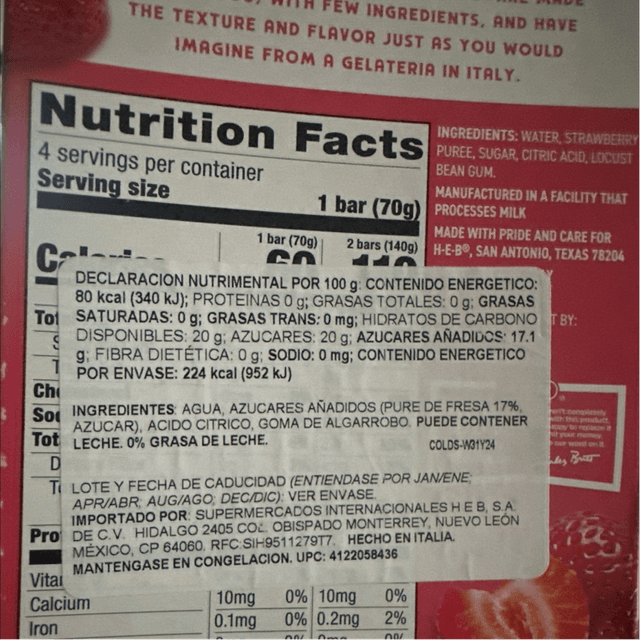 WITH FEW INGREDIENTS, AND HAVE
THE TEXTURE AND FLAVOR JUST AS YOU WOULD
IMAGINE FROM A GELATERIA IN ITALY.
Nutrition Facts
4 servings per container
Serving size
1 bar (70g)
1 bar (70g) 2 bars (140g)
INGREDIENTS: WATER, STRAWBERRY
PUREE, SUGAR, CITRIC ACID, LOCUST
BEAN GUM.
MANUFACTURED IN A FACILITY THAT
PROCESSES MILK
MADE WITH PRIDE AND CARE FOR
H-E-B®, SAN ANTONIO, TEXAS 78204
T BY:
DECLARACION NUTRIMENTAL POR 100 g: CONTENIDO ENERGETICO:
80 kcal (340 kJ); PROTEINAS 0 g; GRASAS TOTALES: 0 g; GRASAS
SATURADAS: 0 g; GRASAS TRANS: 0 mg; HIDRATOS DE CARBONO
DISPONIBLES: 20 g; AZUCARES: 20 g; AZUCARES AÑADIDOS: 17.1
g; FIBRA DIETÉTICA: 0 g; SODIO: 0 mg; CONTENIDO ENERGETICO
POR ENVASE: 224 kcal (952 kJ)
INGREDIENTES: AGUA, AZUCARES AÑADIDOS (PURE DE FRESA 17%,
AZUCAR), ACIDO CITRICO, GOMA DE ALGARROBO. PUEDE CONTENER
LECHE. 0% GRASA DE LECHE.
COLDS-W31Y24
LOTE Y FECHA DE CADUCIDAD (ENTIENDASE POR JAN/ENE;
APR/ABR; AUG/AGO; DEC/DIC): VER ENVASE.
IMPORTADO POR: SUPERMERCADOS INTERNACIONALES H E B, S.A.
DE C.V. HIDALGO 2405 COL. OBISPADO MONTERREY, NUEVO LEÓN
MÉXICO, CP 64060. RFC:SIH9511279T7. HECHO EN ITALIA.
MANTENGASE EN CONGELACION. UPC: 4122058436
Calcium 10mg 0% 10mg 0%
Iron 0.1mg 0% 0.2mg 2%